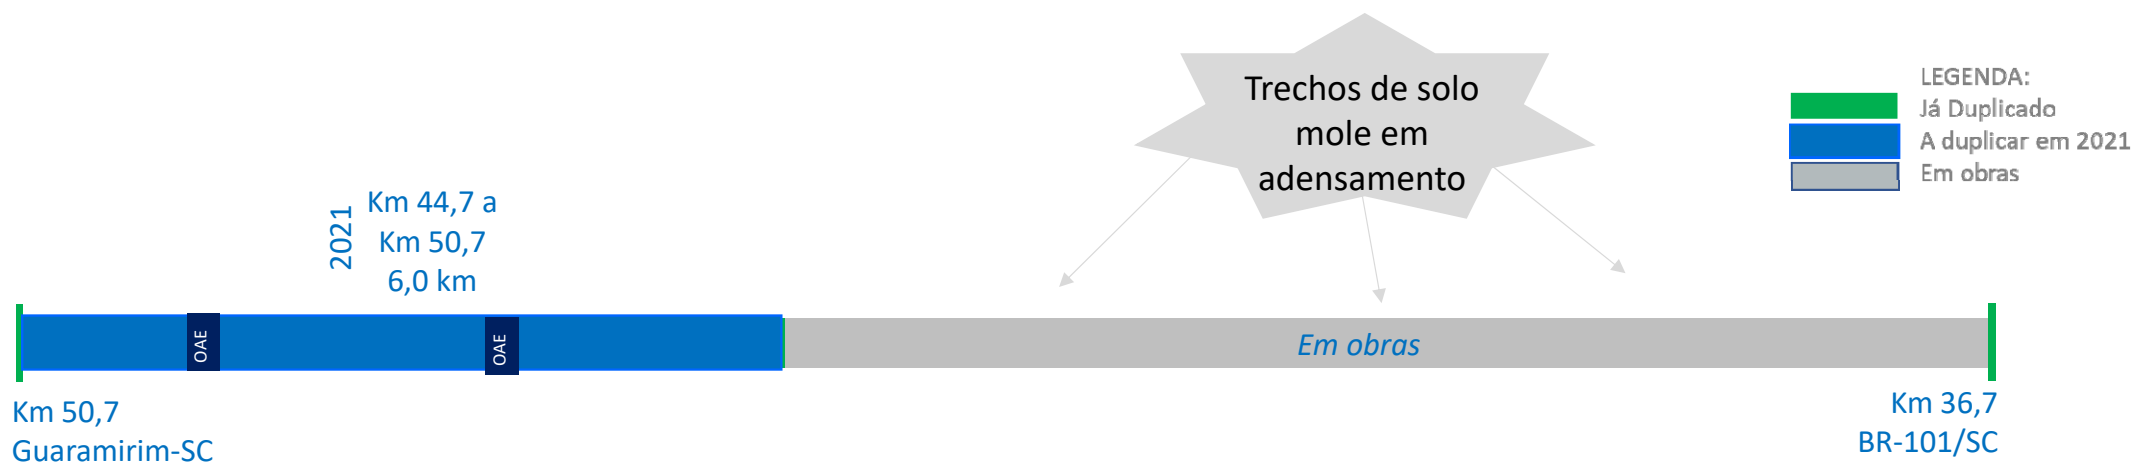 Trechos de solo
mole em
adensamento
LEGENDA:
Já Duplicado
A duplicar em 2021
Em obras
2021
Km 44,7 a
Km 50,7
6,0 km
OAE
OAE
Em obras
Km 50,7
Guaramirim-SC
Km 36,7
BR-101/SC